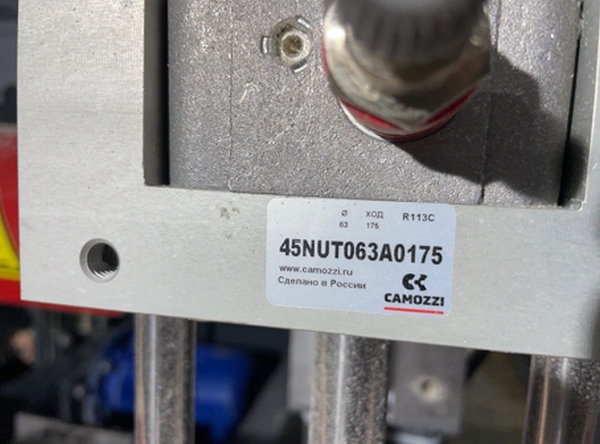 Ø ХОД R113C
63 175
45NUT063A0175
www.camozzi.ru
Сделано в России
CAMOZZI